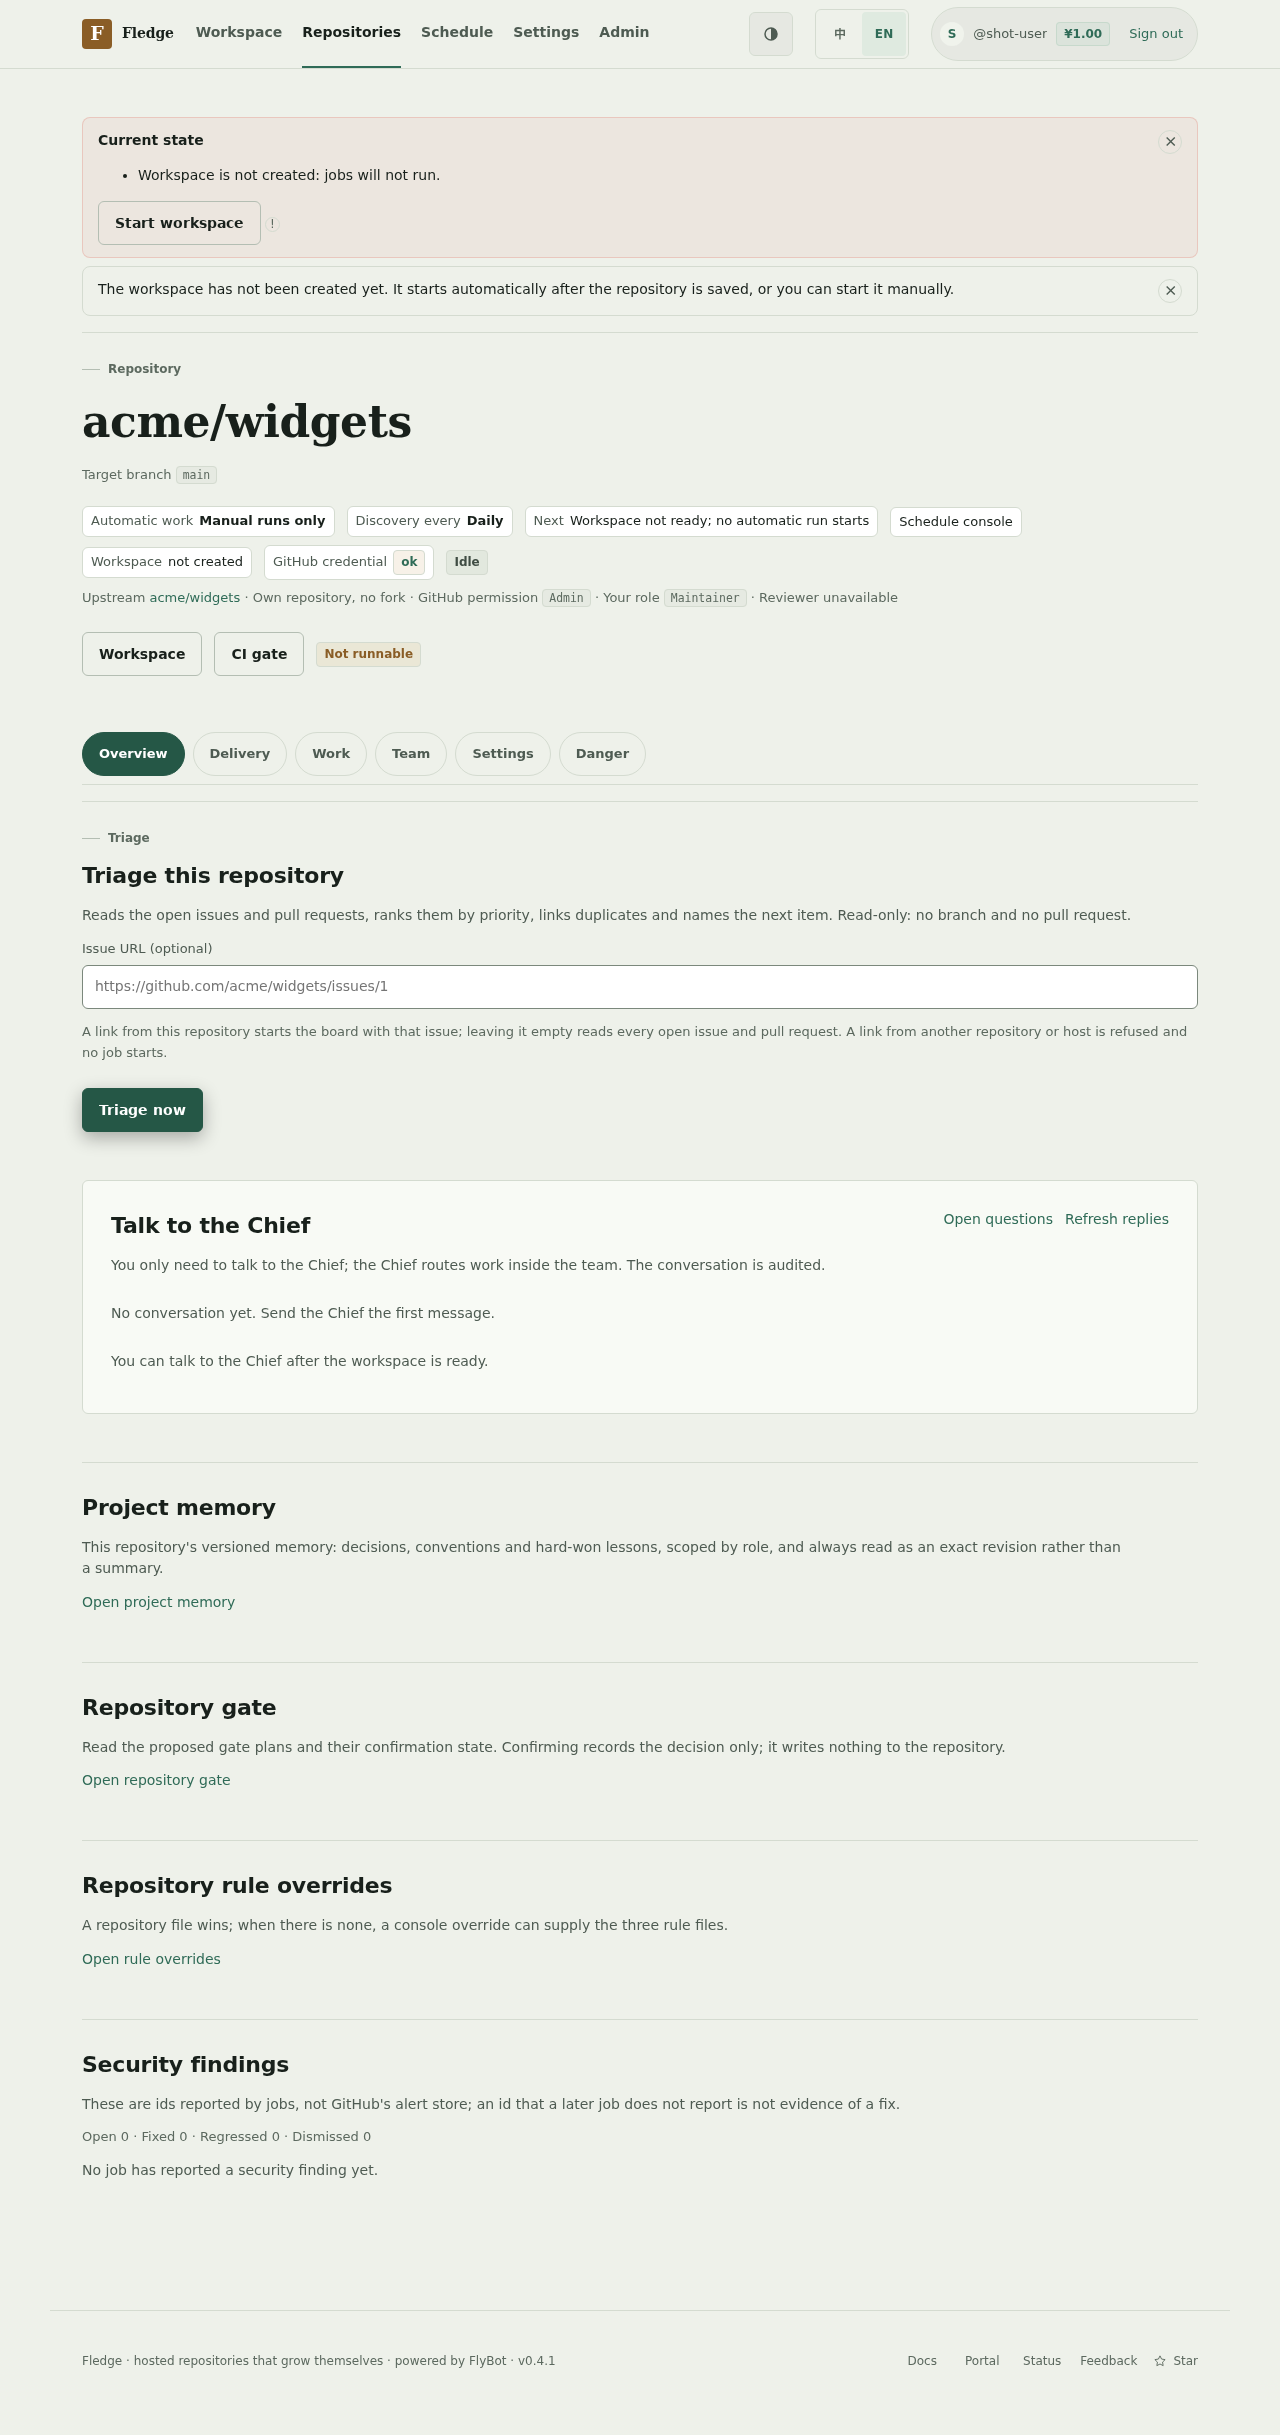 F Fledge Workspace Repositories Schedule Settings Admin 中 EN S @shot-user ¥1.00 Sign out
Current state
• Workspace is not created: jobs will not run.
Start workspace !
The workspace has not been created yet. It starts automatically after the repository is saved, or you can start it manually.
Repository
acme/widgets
Target branch main
Automatic work Manual runs only Discovery every Daily Next Workspace not ready; no automatic run starts Schedule console
Workspace not created GitHub credential ok Idle
Upstream acme/widgets · Own repository, no fork · GitHub permission Admin · Your role Maintainer · Reviewer unavailable
Workspace CI gate Not runnable
Overview Delivery Work Team Settings Danger
Triage
Triage this repository
Reads the open issues and pull requests, ranks them by priority, links duplicates and names the next item. Read-only: no branch and no pull request.
Issue URL (optional)
https://github.com/acme/widgets/issues/1
A link from this repository starts the board with that issue; leaving it empty reads every open issue and pull request. A link from another repository or host is refused and
no job starts.
Triage now
Talk to the Chief Open questions Refresh replies
You only need to talk to the Chief; the Chief routes work inside the team. The conversation is audited.
No conversation yet. Send the Chief the first message.
You can talk to the Chief after the workspace is ready.
Project memory
This repository's versioned memory: decisions, conventions and hard-won lessons, scoped by role, and always read as an exact revision rather than
a summary.
Open project memory
Repository gate
Read the proposed gate plans and their confirmation state. Confirming records the decision only; it writes nothing to the repository.
Open repository gate
Repository rule overrides
A repository file wins; when there is none, a console override can supply the three rule files.
Open rule overrides
Security findings
These are ids reported by jobs, not GitHub's alert store; an id that a later job does not report is not evidence of a fix.
Open 0 · Fixed 0 · Regressed 0 · Dismissed 0
No job has reported a security finding yet.
Fledge · hosted repositories that grow themselves · powered by FlyBot · v0.4.1 Docs Portal Status Feedback Star